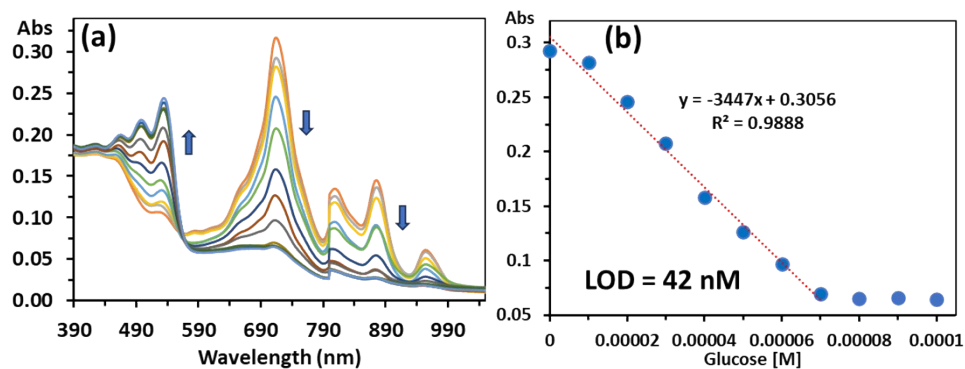 Abs
(a)
0.30
0.25
0.20
0.15
0.10
0.05
0.00
390 490 590 690 790 890 990
Wavelength (nm)
Abs
(b)
0.3
0.25
0.2
0.15
0.1
0.05
y = -3447x + 0.3056
R² = 0.9888
LOD = 42 nM
0 0.00002 0.00004 0.00006 0.00008 0.0001
Glucose [M]